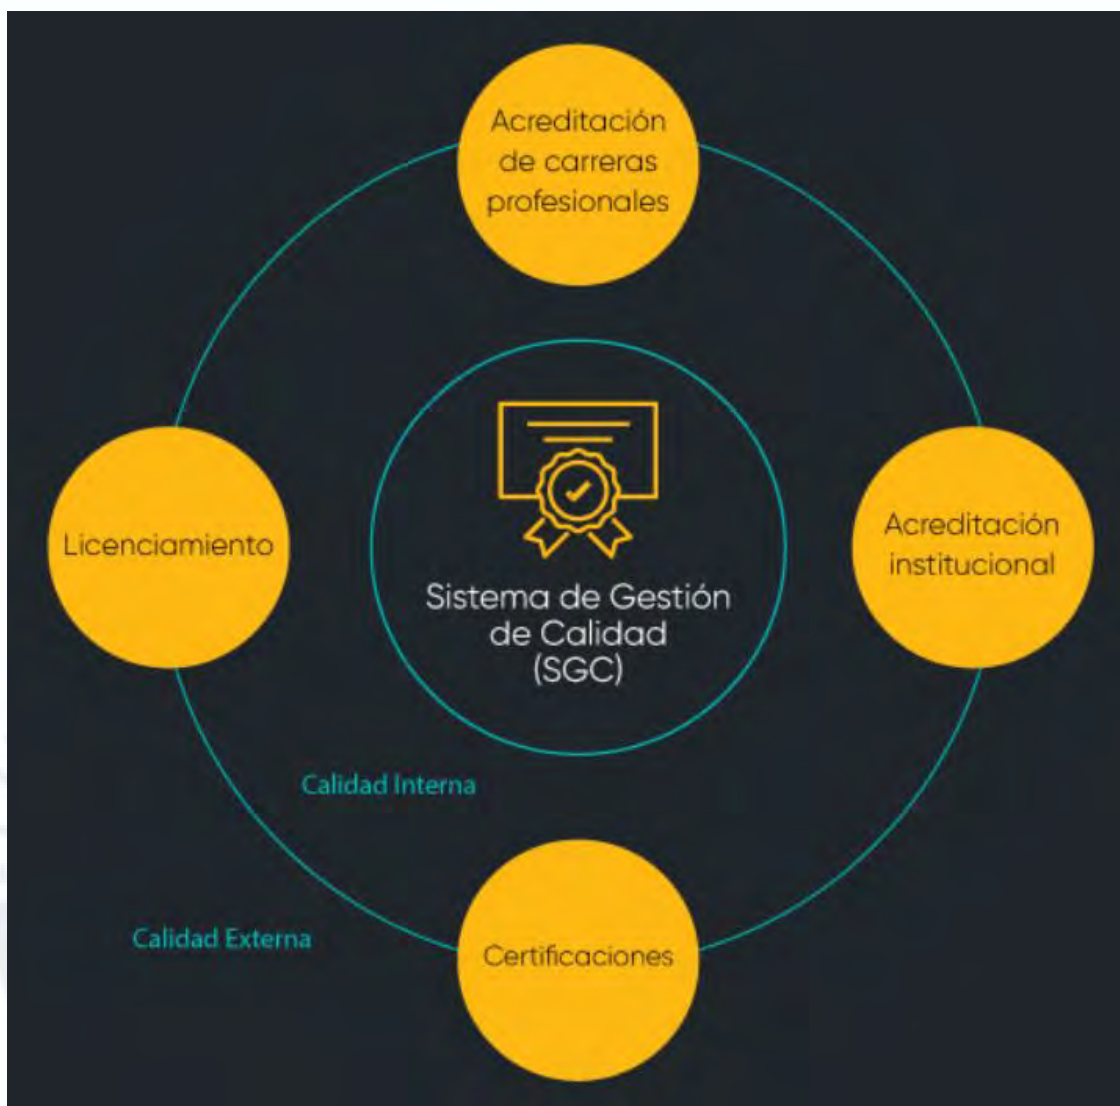 Acreditación
de carreras
profesionales
Licenciamiento
Acreditación
institucional
Sistema de Gestión
de Calidad
(SGC)
Calidad Interna
Calidad Externa
Certificaciones